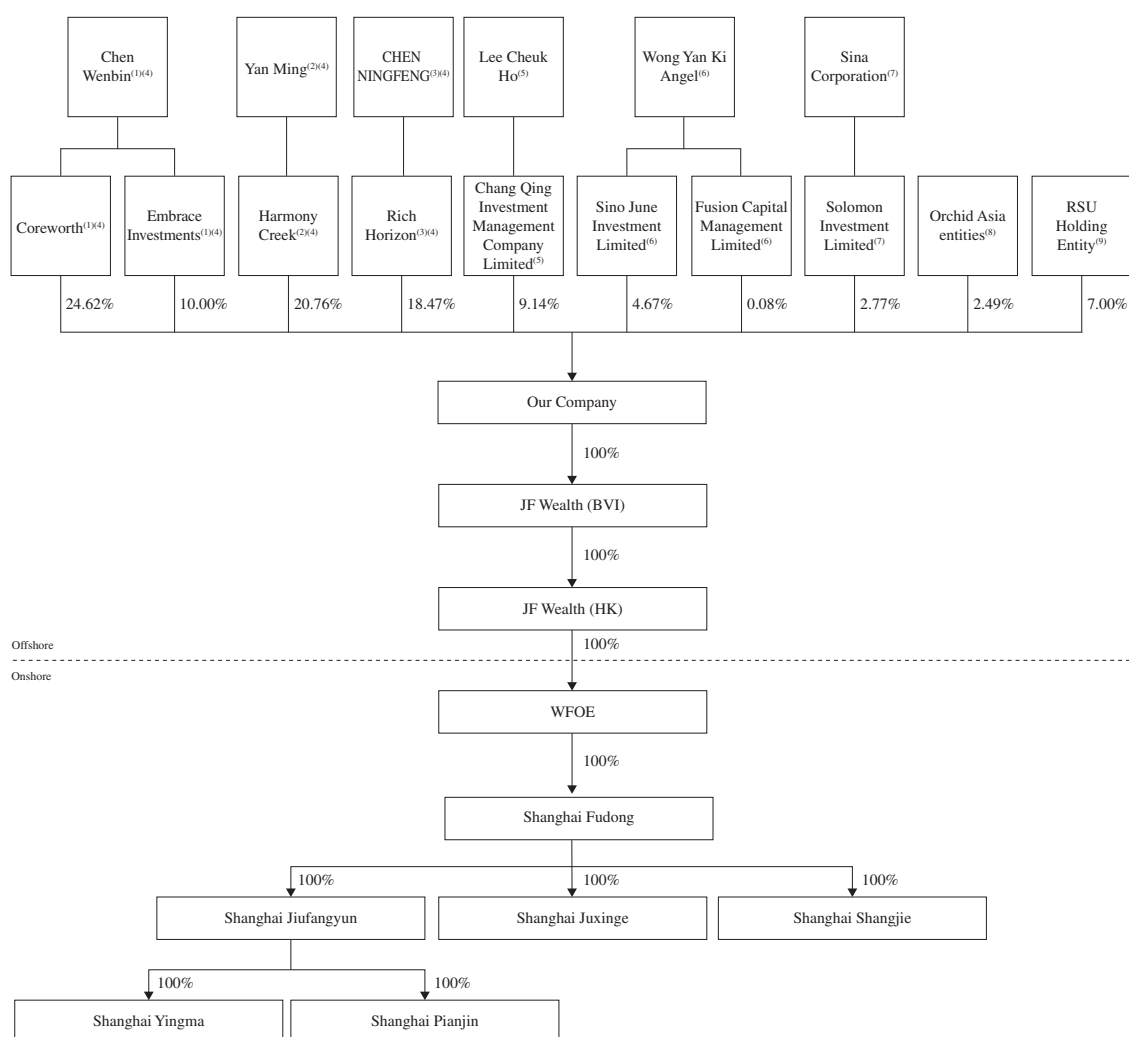 Chen
Wenbin(1)(4)
Yan Ming(2)(4)
CHEN
NINGFENG(3)(4)
Lee Cheuk
Ho(5)
Wong Yan Ki
Angel(6)
Sina
Corporation(7)
Coreworth(1)(4)
Embrace
Investments(1)(4)
Harmony
Creek(2)(4)
Rich
Horizon(3)(4)
Chang Qing
Investment
Management
Company
Limited(5)
Sino June
Investment
Limited(6)
Fusion Capital
Management
Limited(6)
Solomon
Investment
Limited(7)
Orchid Asia
entities(8)
RSU
Holding
Entity(9)
24.62%
10.00%
20.76%
18.47%
9.14%
4.67%
0.08%
2.77%
2.49%
7.00%
Our Company
100%
JF Wealth (BVI)
100%
JF Wealth (HK)
Offshore
100%
Onshore
WFOE
100%
Shanghai Fudong
100%
100%
100%
Shanghai Jiufangyun
Shanghai Juxinge
Shanghai Shangjie
100%
100%
Shanghai Yingma
Shanghai Pianjin